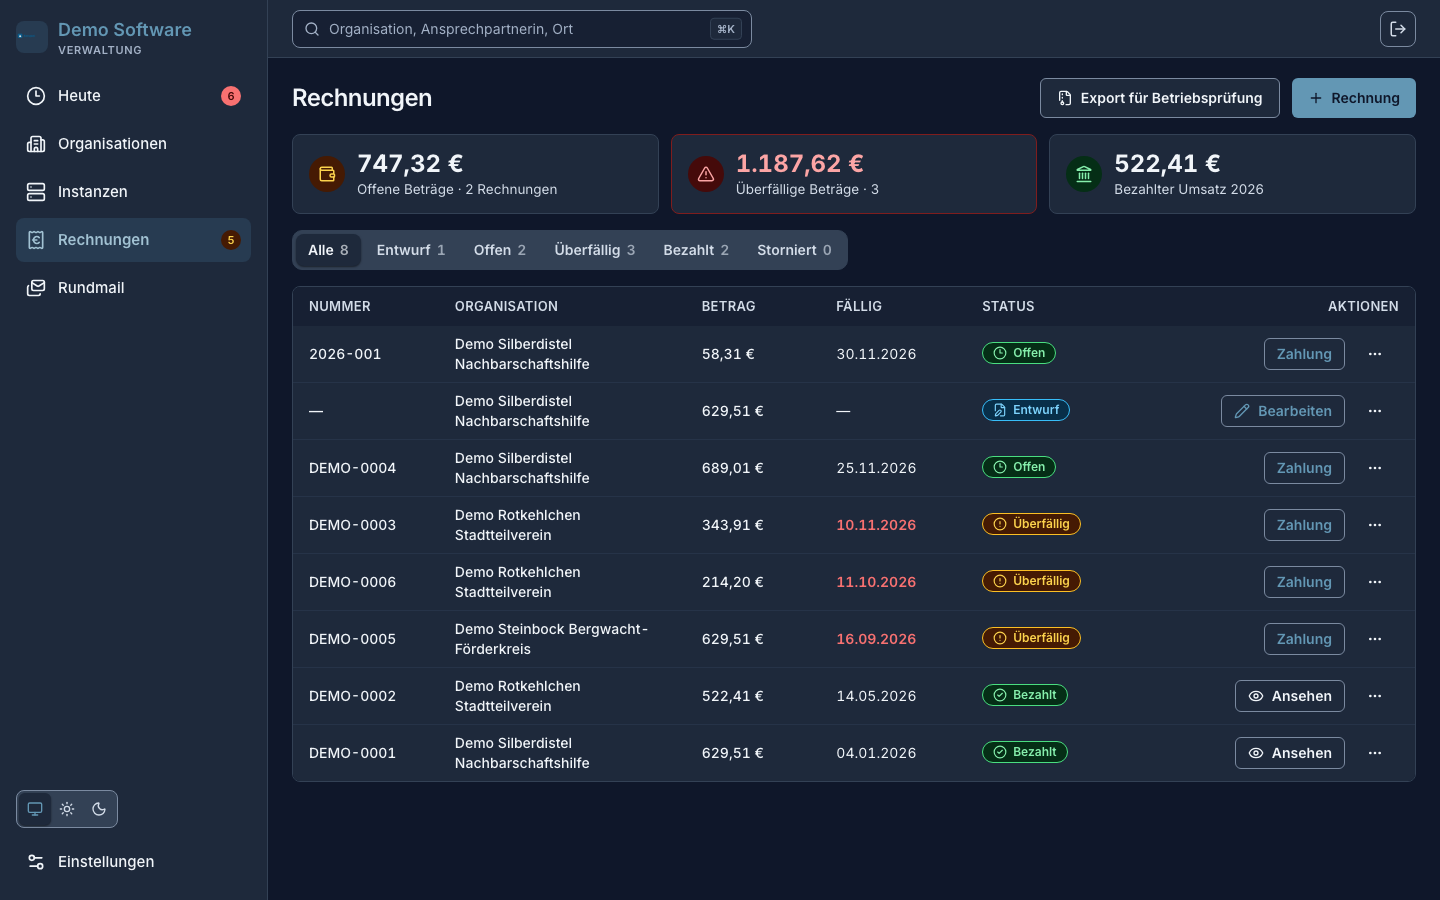 Demo Software
VERWALTUNG
Heute 6
Organisationen
Instanzen
Rechnungen 5
Rundmail
Einstellungen
Organisation, Ansprechpartnerin, Ort ⌘K
Rechnungen
Export für Betriebsprüfung
Rechnung
747,32 €
Offene Beträge · 2 Rechnungen
1.187,62 €
Überfällige Beträge · 3
522,41 €
Bezahlter Umsatz 2026
Alle 8 Entwurf 1 Offen 2 Überfällig 3 Bezahlt 2 Storniert 0
NUMMER ORGANISATION BETRAG FÄLLIG STATUS AKTIONEN
2026-001 Demo Silberdistel Nachbarschaftshilfe 58,31 € 30.11.2026 Offen Zahlung
— Demo Silberdistel Nachbarschaftshilfe 629,51 € — Entwurf Bearbeiten
DEMO-0004 Demo Silberdistel Nachbarschaftshilfe 689,01 € 25.11.2026 Offen Zahlung
DEMO-0003 Demo Rotkehlchen Stadtteilverein 343,91 € 10.11.2026 Überfällig Zahlung
DEMO-0006 Demo Rotkehlchen Stadtteilverein 214,20 € 11.10.2026 Überfällig Zahlung
DEMO-0005 Demo Steinbock Bergwacht-Förderkreis 629,51 € 16.09.2026 Überfällig Zahlung
DEMO-0002 Demo Rotkehlchen Stadtteilverein 522,41 € 14.05.2026 Bezahlt Ansehen
DEMO-0001 Demo Silberdistel Nachbarschaftshilfe 629,51 € 04.01.2026 Bezahlt Ansehen